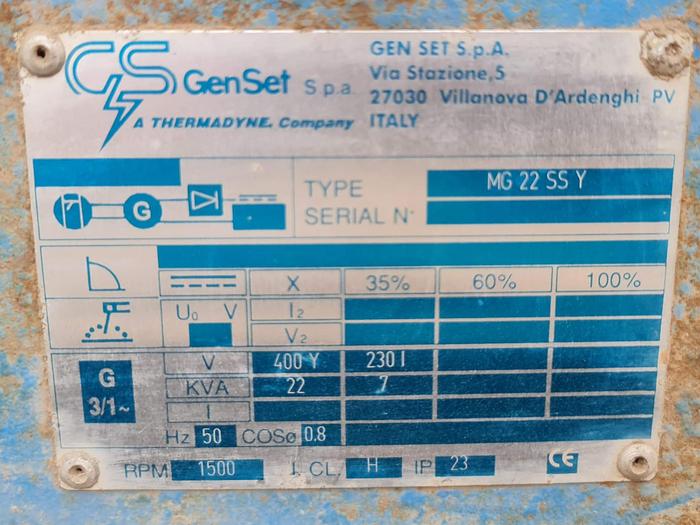 GS GenSet S.p.a.
A THERMADYNE. Company
GEN SET S.p.A.
Via Stazione,5
27030 Villanova D'Ardenghi PV
ITALY
G
TYPE MG 22 SS Y
SERIAL N°
X 35% 60% 100%
U₀ V I₂
V₂
G
3/1~
V 400 Y 230 I
KVA 22 7
I
Hz 50 COSø 0.8
RPM 1500 I. CL. H IP 23 CE